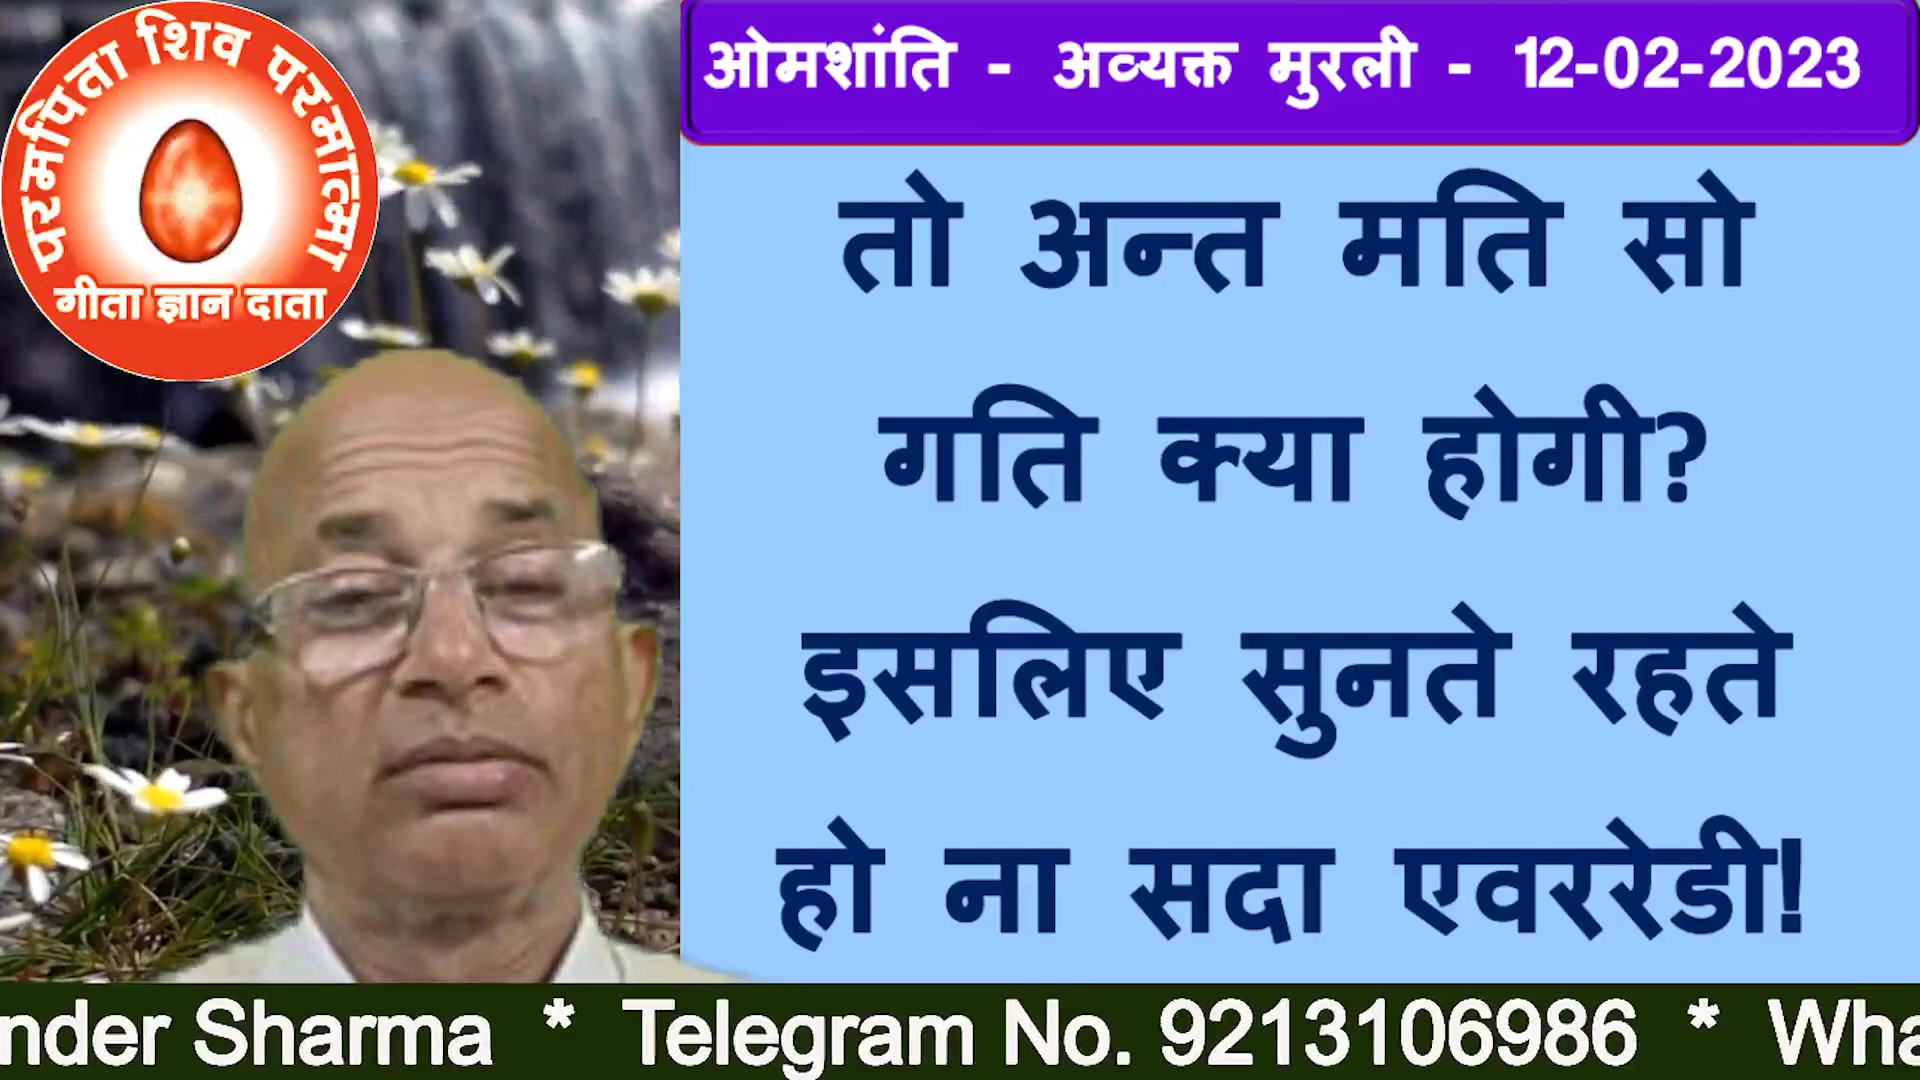 परमपिता शिव परमात्मा
गीता ज्ञान दाता
ओमशांति - अव्यक्त मुरली - 12-02-2023
तो अन्त मति सो
गति क्या होगी?
इसलिए सुनते रहते
हो ना सदा एवररेडी!
nder Sharma * Telegram No. 9213106986 * Wha